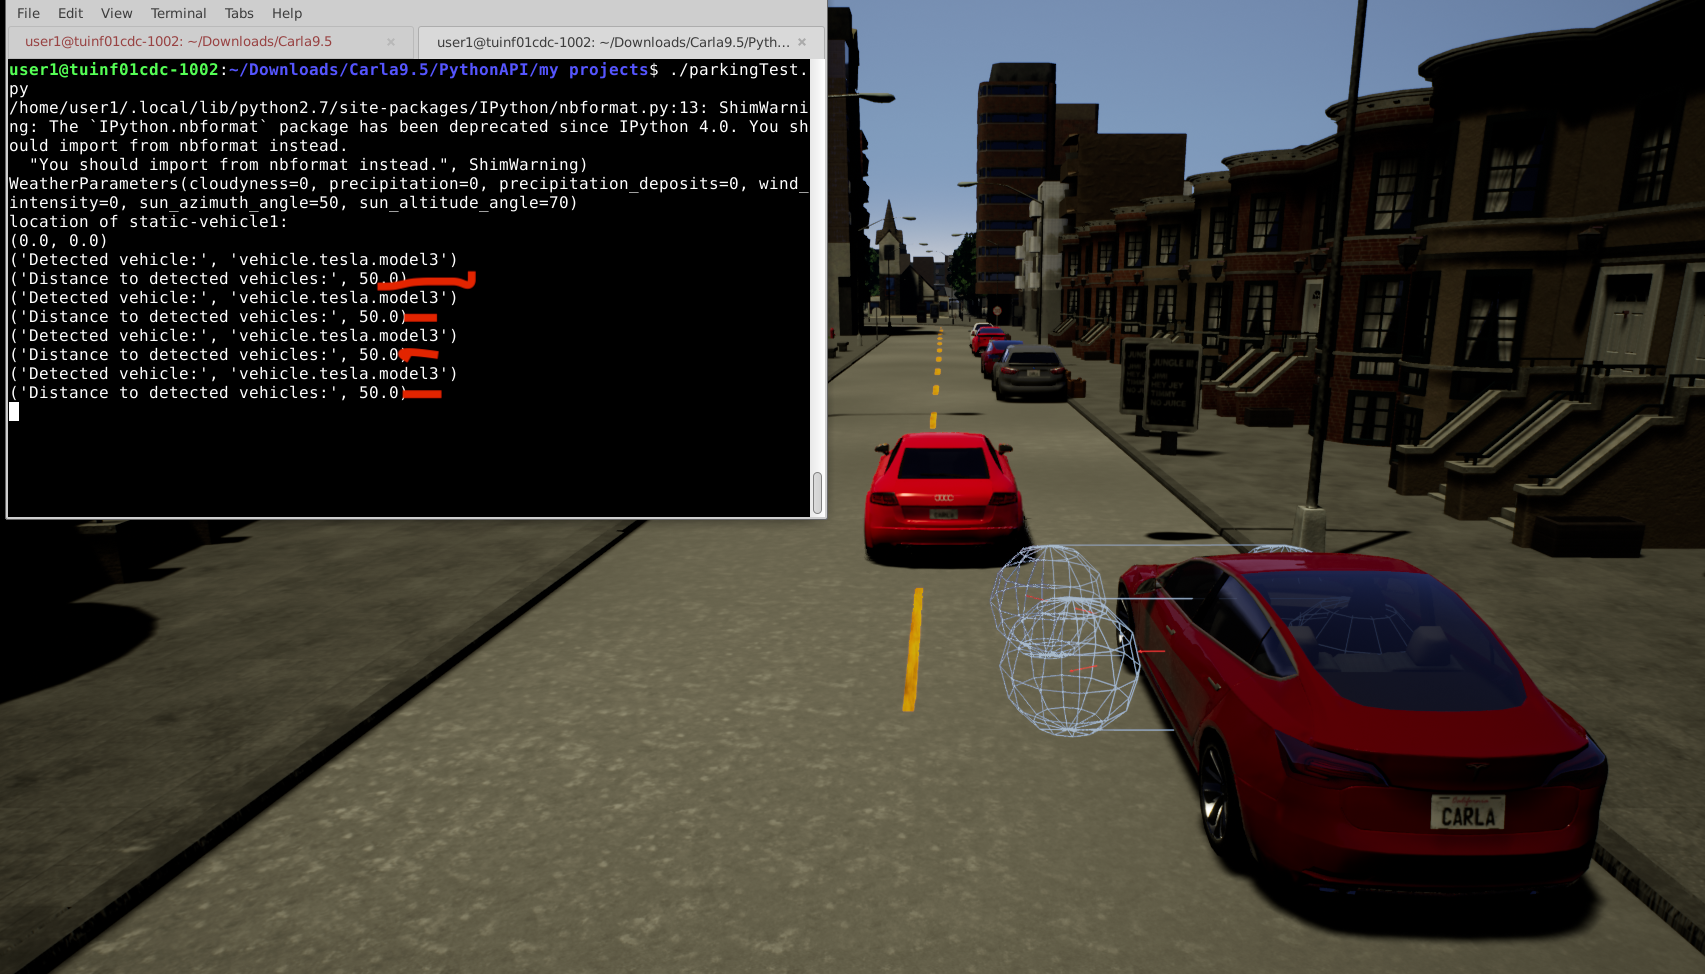 File Edit View Terminal Tabs Help
user1@tuinf01cdc-1002: ~/Downloads/Carla9.5 × user1@tuinf01cdc-1002: ~/Downloads/Carla9.5/Pyth... ×
user1@tuinf01cdc-1002:~/Downloads/Carla9.5/PythonAPI/my projects$ ./parkingTest.
py
/home/user1/.local/lib/python2.7/site-packages/IPython/nbformat.py:13: ShimWarni
ng: The `IPython.nbformat` package has been deprecated since IPython 4.0. You sh
ould import from nbformat instead.
"You should import from nbformat instead.", ShimWarning)
WeatherParameters(cloudyness=0, precipitation=0, precipitation_deposits=0, wind_
intensity=0, sun_azimuth_angle=50, sun_altitude_angle=70)
location of static-vehicle1:
(0.0, 0.0)
('Detected vehicle:', 'vehicle.tesla.model3')
('Distance to detected vehicles:', 50.0)
('Detected vehicle:', 'vehicle.tesla.model3')
('Distance to detected vehicles:', 50.0)
('Detected vehicle:', 'vehicle.tesla.model3')
('Distance to detected vehicles:', 50.0)
('Detected vehicle:', 'vehicle.tesla.model3')
('Distance to detected vehicles:', 50.0)
JUNGLE
CARLA